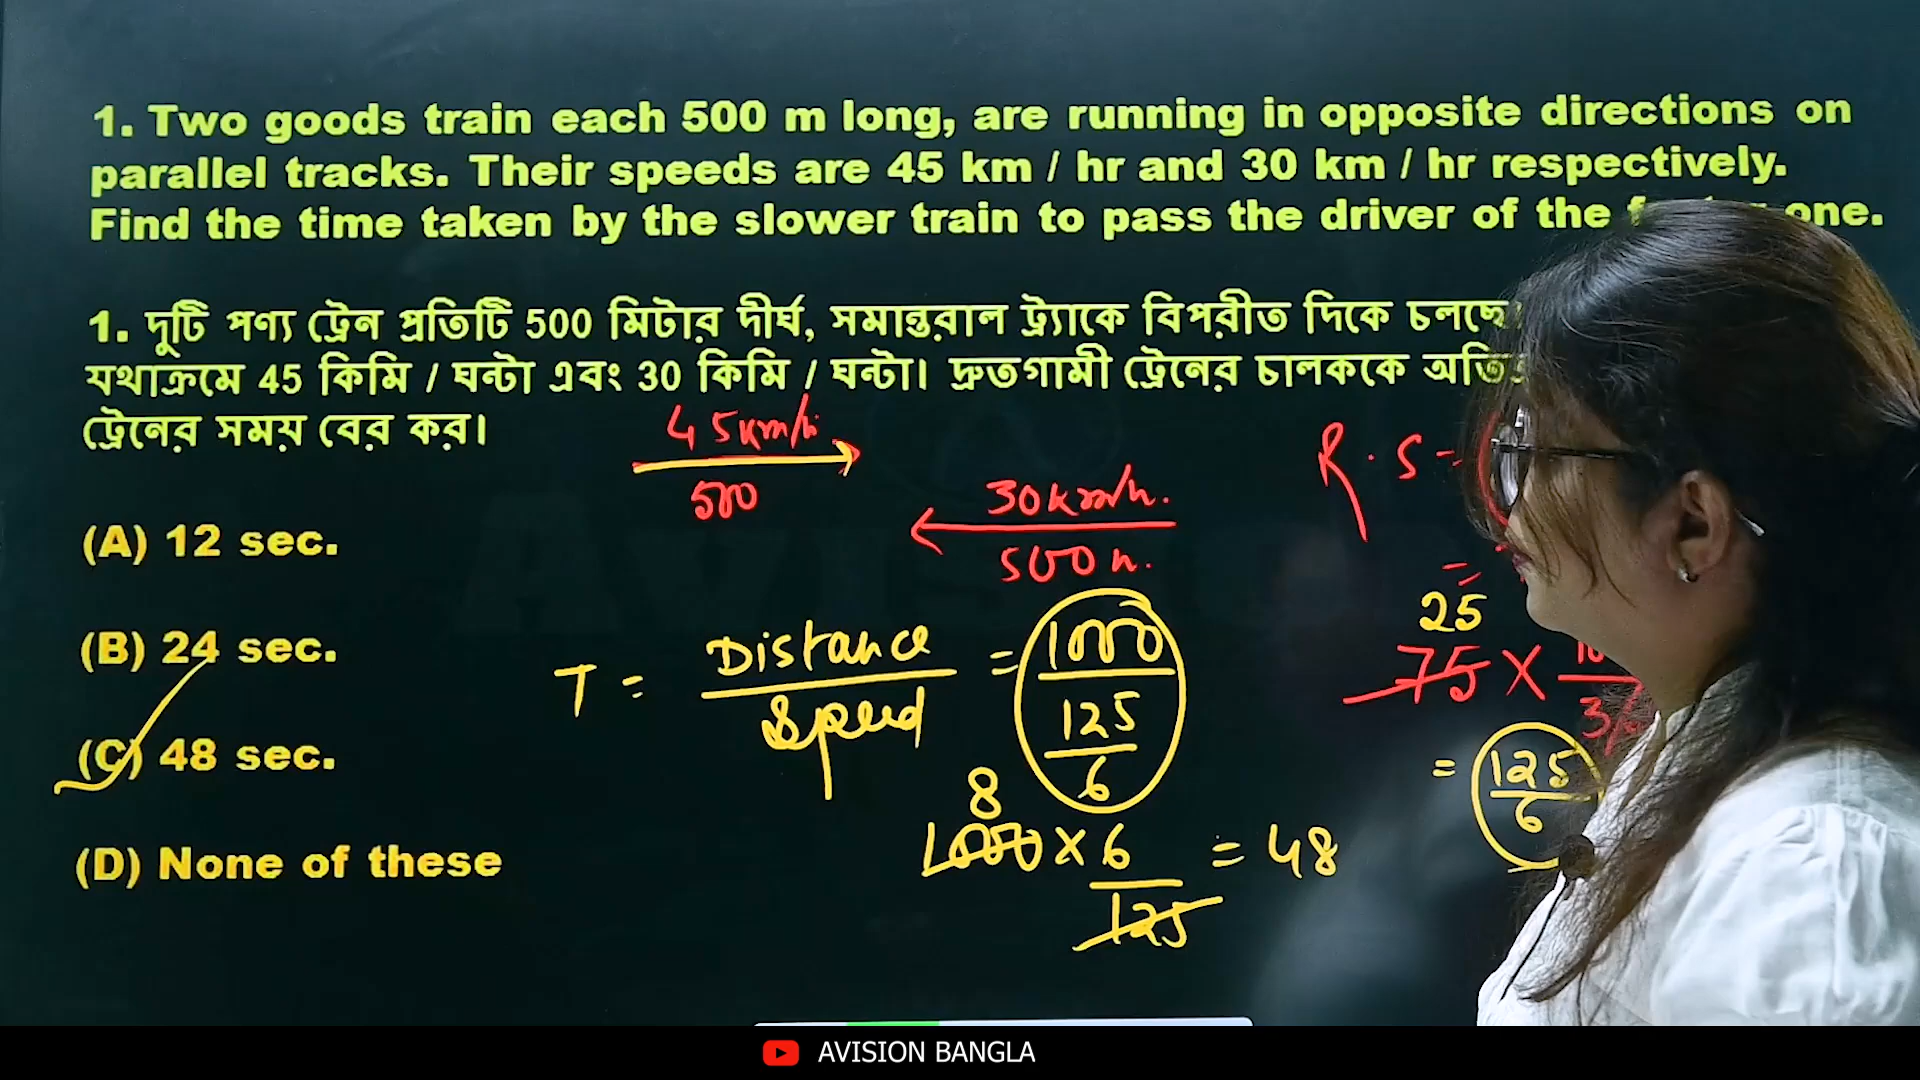 1. Two goods train each 500 m long, are running in opposite directions on
parallel tracks. Their speeds are 45 km / hr and 30 km / hr respectively.
Find the time taken by the slower train to pass the driver of the one.
1. দুটি পণ্য ট্রেন প্রতিটি 500 মিটার দীর্ঘ, সমান্তরাল ট্র্যাকে বিপরীত দিকে চলছে
যথাক্রমে 45 কিমি / ঘন্টা এবং 30 কিমি / ঘন্টা। দ্রুতগামী ট্রেনের চালককে
ট্রেনের সময় বের কর।
45km/h
500
30km/h.
500
R.S =
(A) 12 sec.
(B) 24 sec.
(C) 48 sec.
(D) None of these
T = Distance / Speed = 1000 / 125/6
8
1000 × 6 / 125 = 48
25
75 ×
= 125/6
AVISION BANGLA